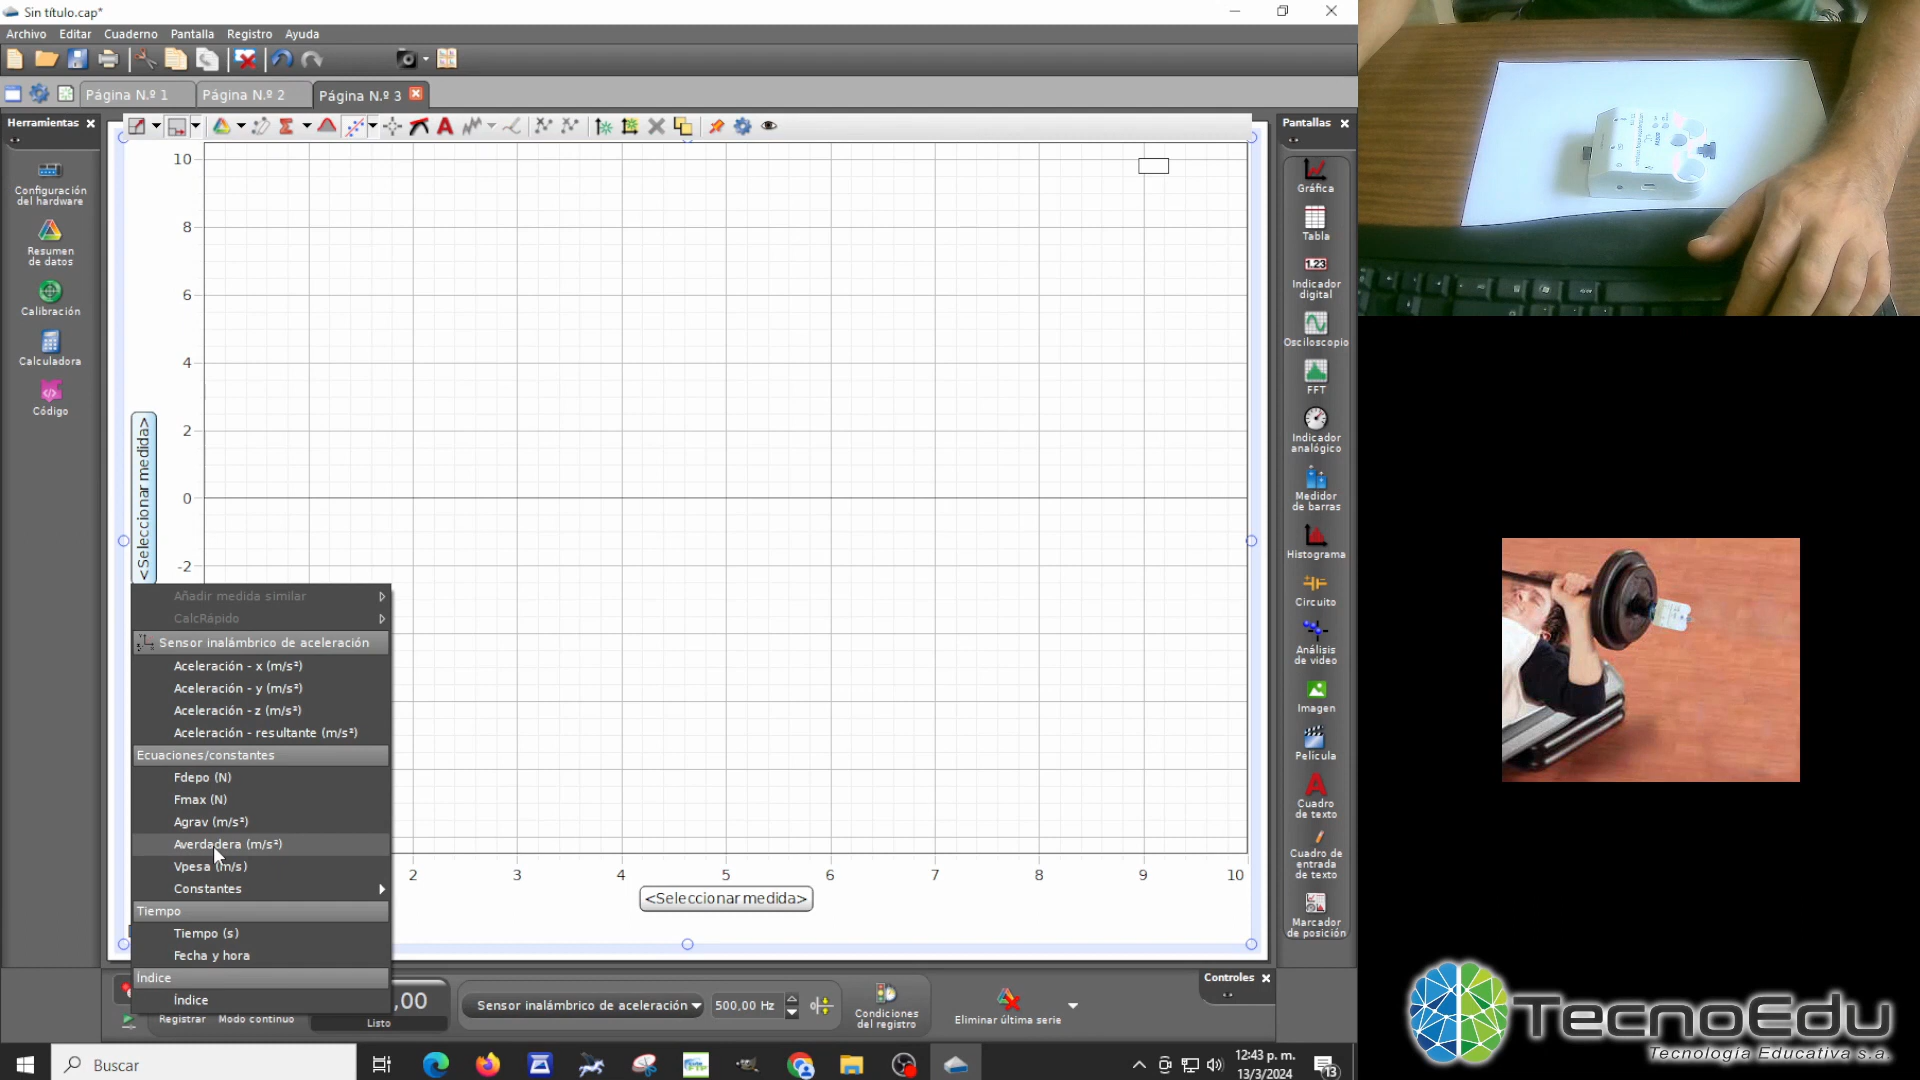 Sin título.cap*
Archivo Editar Cuaderno Pantalla Registro Ayuda
Página N.º 1 Página N.º 2 Página N.º 3
Herramientas
Configuración
del hardware
Resumen
de datos
Calibración
Calculadora
Código
10
8
6
4
2
0
-2
<Seleccionar medida>
Añadir medida similar
CalcRápido
Sensor inalámbrico de aceleración
Aceleración - x (m/s²)
Aceleración - y (m/s²)
Aceleración - z (m/s²)
Aceleración - resultante (m/s²)
Ecuaciones/constantes
Fdepo (N)
Fmax (N)
Agrav (m/s²)
Averdadera (m/s²)
Vpesa (m/s)
Constantes
Tiempo
Tiempo (s)
Fecha y hora
Índice
Índice
2 3 4 5 6 7 8 9 10
<Seleccionar medida>
Pantallas
Gráfica
Tabla
1.23
Indicador
digital
Osciloscopio
FFT
Indicador
analógico
Medidor
de barras
Histograma
Circuito
Análisis
de vídeo
Imagen
Película
Cuadro
de texto
Cuadro de
entrada
de texto
Marcador
de posición
Registrar Modo continuo
,00
Listo
Sensor inalámbrico de aceleración 500,00 Hz
Condiciones
del registro
Eliminar última serie
Controles
Buscar
12:43 p. m.
13/3/2024
13
TecnoEdu
Tecnología Educativa s.a.